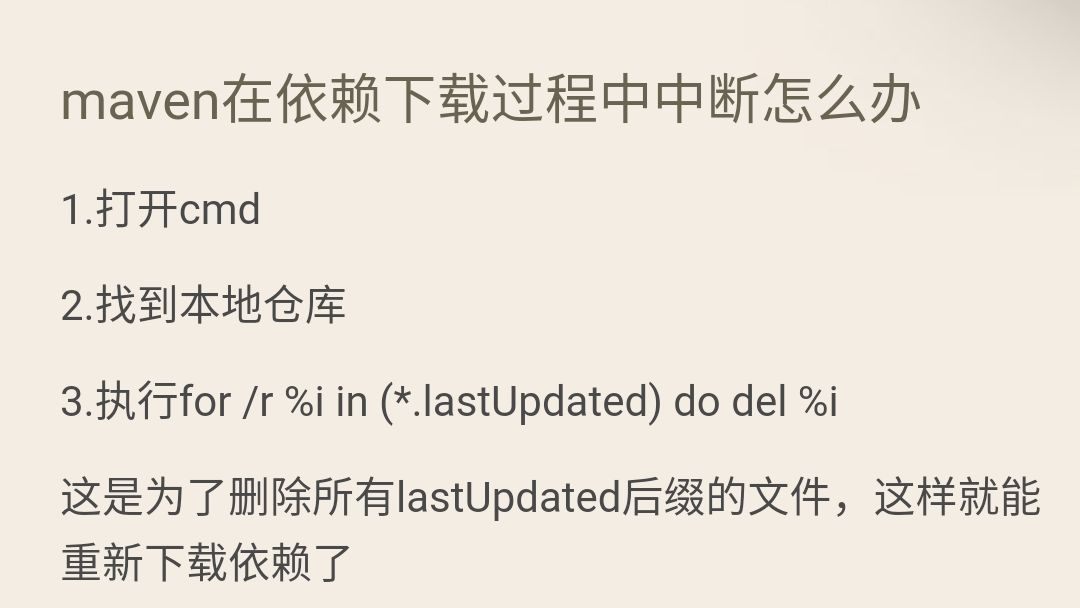 maven在依赖下载过程中中断怎么办
1.打开cmd
2.找到本地仓库
3.执行for /r %i in (*.lastUpdated) do del %i
这是为了删除所有lastUpdated后缀的文件，这样就能
重新下载依赖了